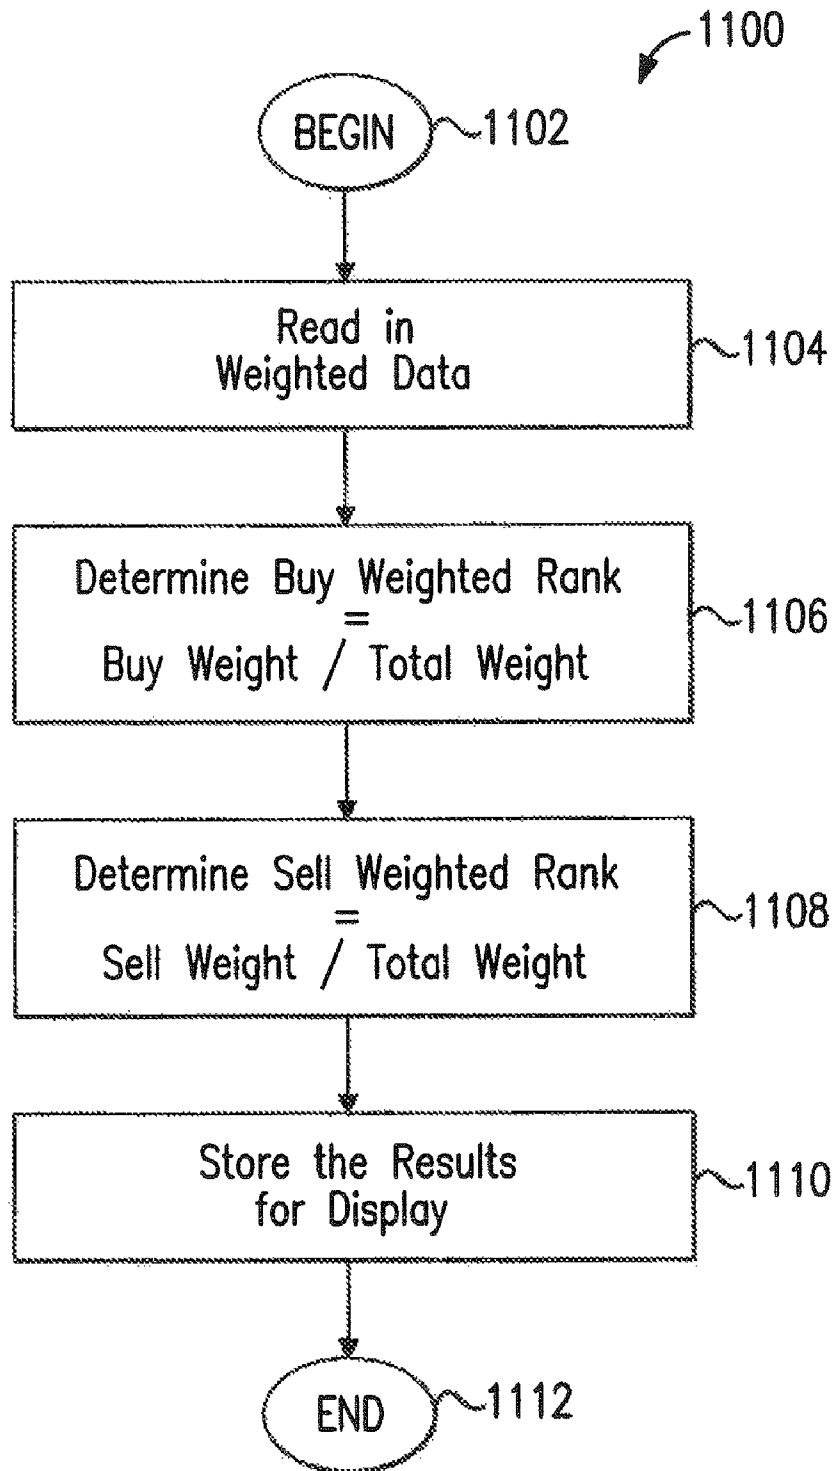 1100
BEGIN
1102
Read in
Weighted Data
1104
Determine Buy Weighted Rank
=
Buy Weight / Total Weight
1106
Determine Sell Weighted Rank
=
Sell Weight / Total Weight
1108
Store the Results
for Display
1110
END
1112